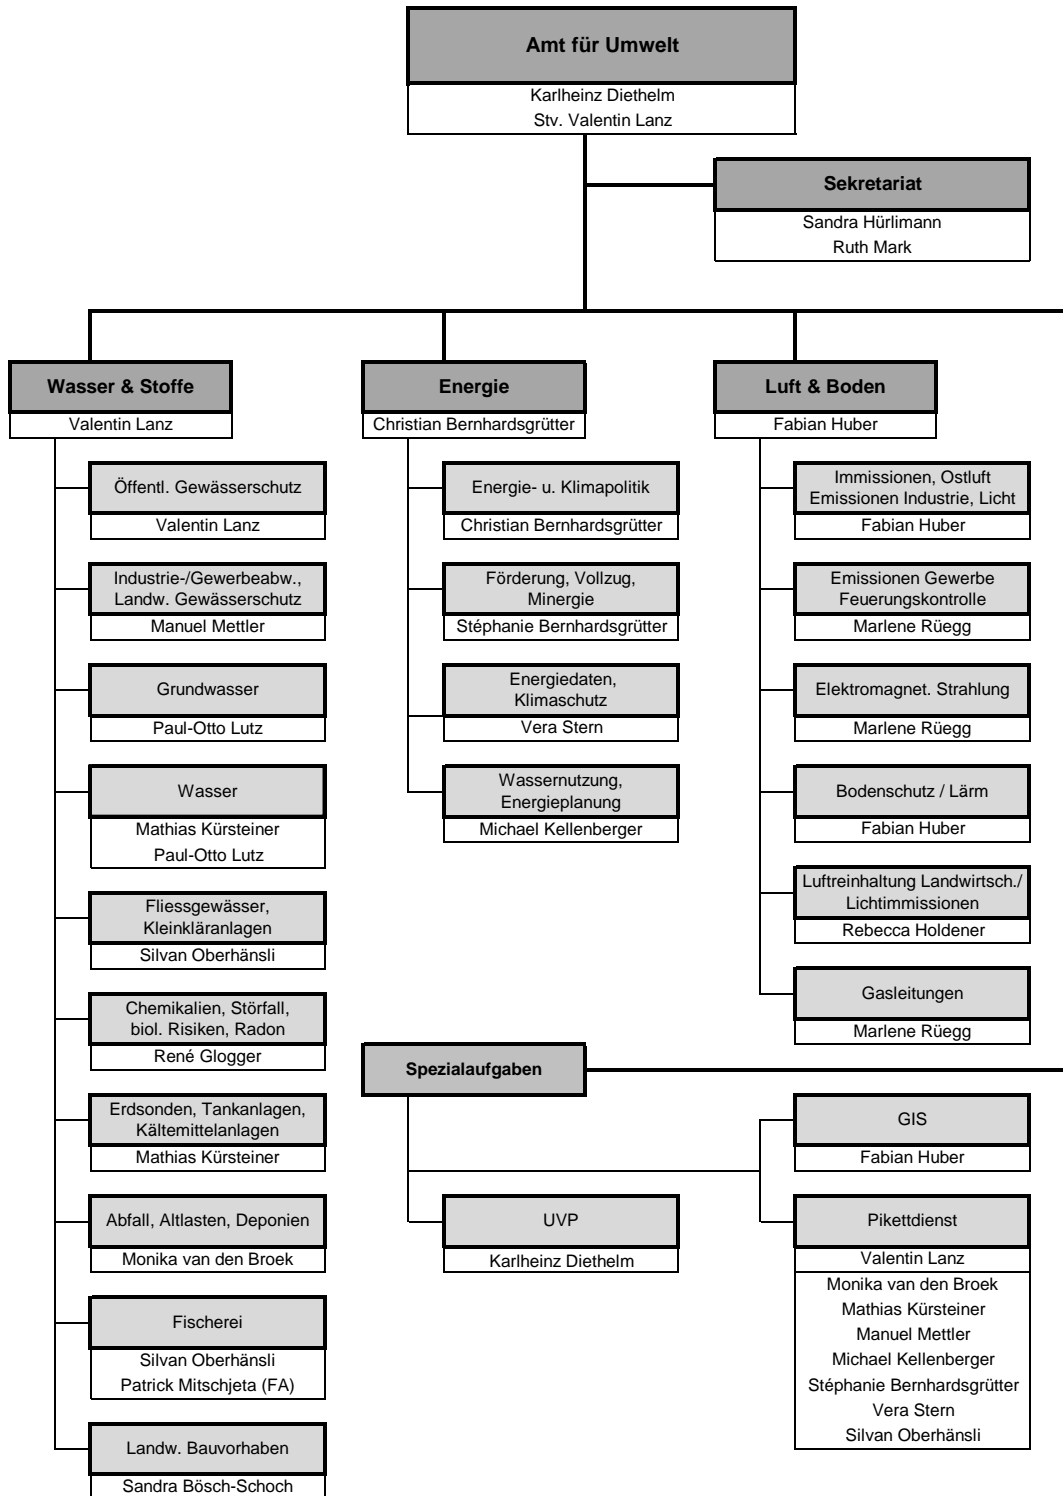 Amt für Umwelt
Karlheinz Diethelm
Stv. Valentin Lanz
Sekretariat
Sandra Hürlimann
Ruth Mark
Wasser & Stoffe
Valentin Lanz
Öffentl. Gewässerschutz
Valentin Lanz
Industrie-/Gewerbeabw.,
Landw. Gewässerschutz
Manuel Mettler
Grundwasser
Paul-Otto Lutz
Wasser
Mathias Kürsteiner
Paul-Otto Lutz
Fliessgewässer,
Kleinkläranlagen
Silvan Oberhänsli
Chemikalien, Störfall,
biol. Risiken, Radon
René Glogger
Erdsonden, Tankanlagen,
Kältemittelanlagen
Mathias Kürsteiner
Abfall, Altlasten, Deponien
Monika van den Broek
Fischerei
Silvan Oberhänsli
Patrick Mitschjeta (FA)
Landw. Bauvorhaben
Sandra Bösch-Schoch
Energie
Christian Bernhardsgrütter
Energie- u. Klimapolitik
Christian Bernhardsgrütter
Förderung, Vollzug,
Minergie
Stéphanie Bernhardsgrütter
Energiedaten,
Klimaschutz
Vera Stern
Wassernutzung,
Energieplanung
Michael Kellenberger
Luft & Boden
Fabian Huber
Immissionen, Ostluft
Emissionen Industrie, Licht
Fabian Huber
Emissionen Gewerbe
Feuerungskontrolle
Marlene Rüegg
Elektromagnet. Strahlung
Marlene Rüegg
Bodenschutz / Lärm
Fabian Huber
Luftreinhaltung Landwirtsch./
Lichtimmissionen
Rebecca Holdener
Gasleitungen
Marlene Rüegg
Spezialaufgaben
UVP
Karlheinz Diethelm
GIS
Fabian Huber
Pikettdienst
Valentin Lanz
Monika van den Broek
Mathias Kürsteiner
Manuel Mettler
Michael Kellenberger
Stéphanie Bernhardsgrütter
Vera Stern
Silvan Oberhänsli